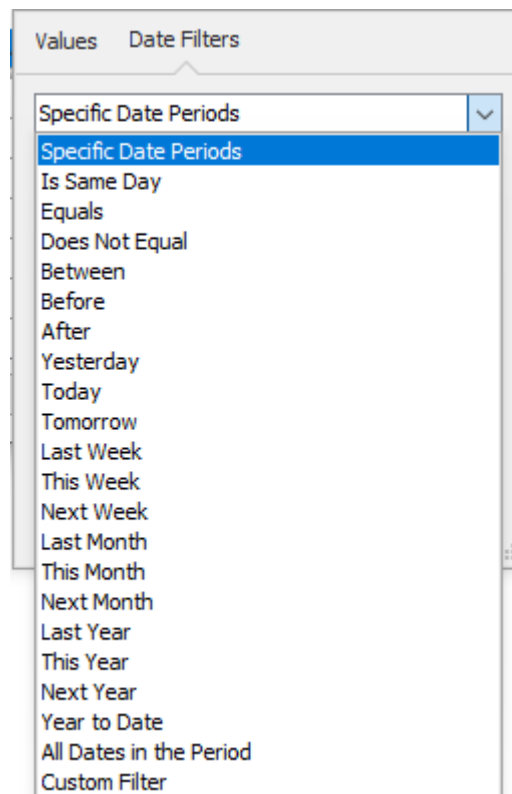 Values Date Filters
Specific Date Periods
Specific Date Periods
Is Same Day
Equals
Does Not Equal
Between
Before
After
Yesterday
Today
Tomorrow
Last Week
This Week
Next Week
Last Month
This Month
Next Month
Last Year
This Year
Next Year
Year to Date
All Dates in the Period
Custom Filter